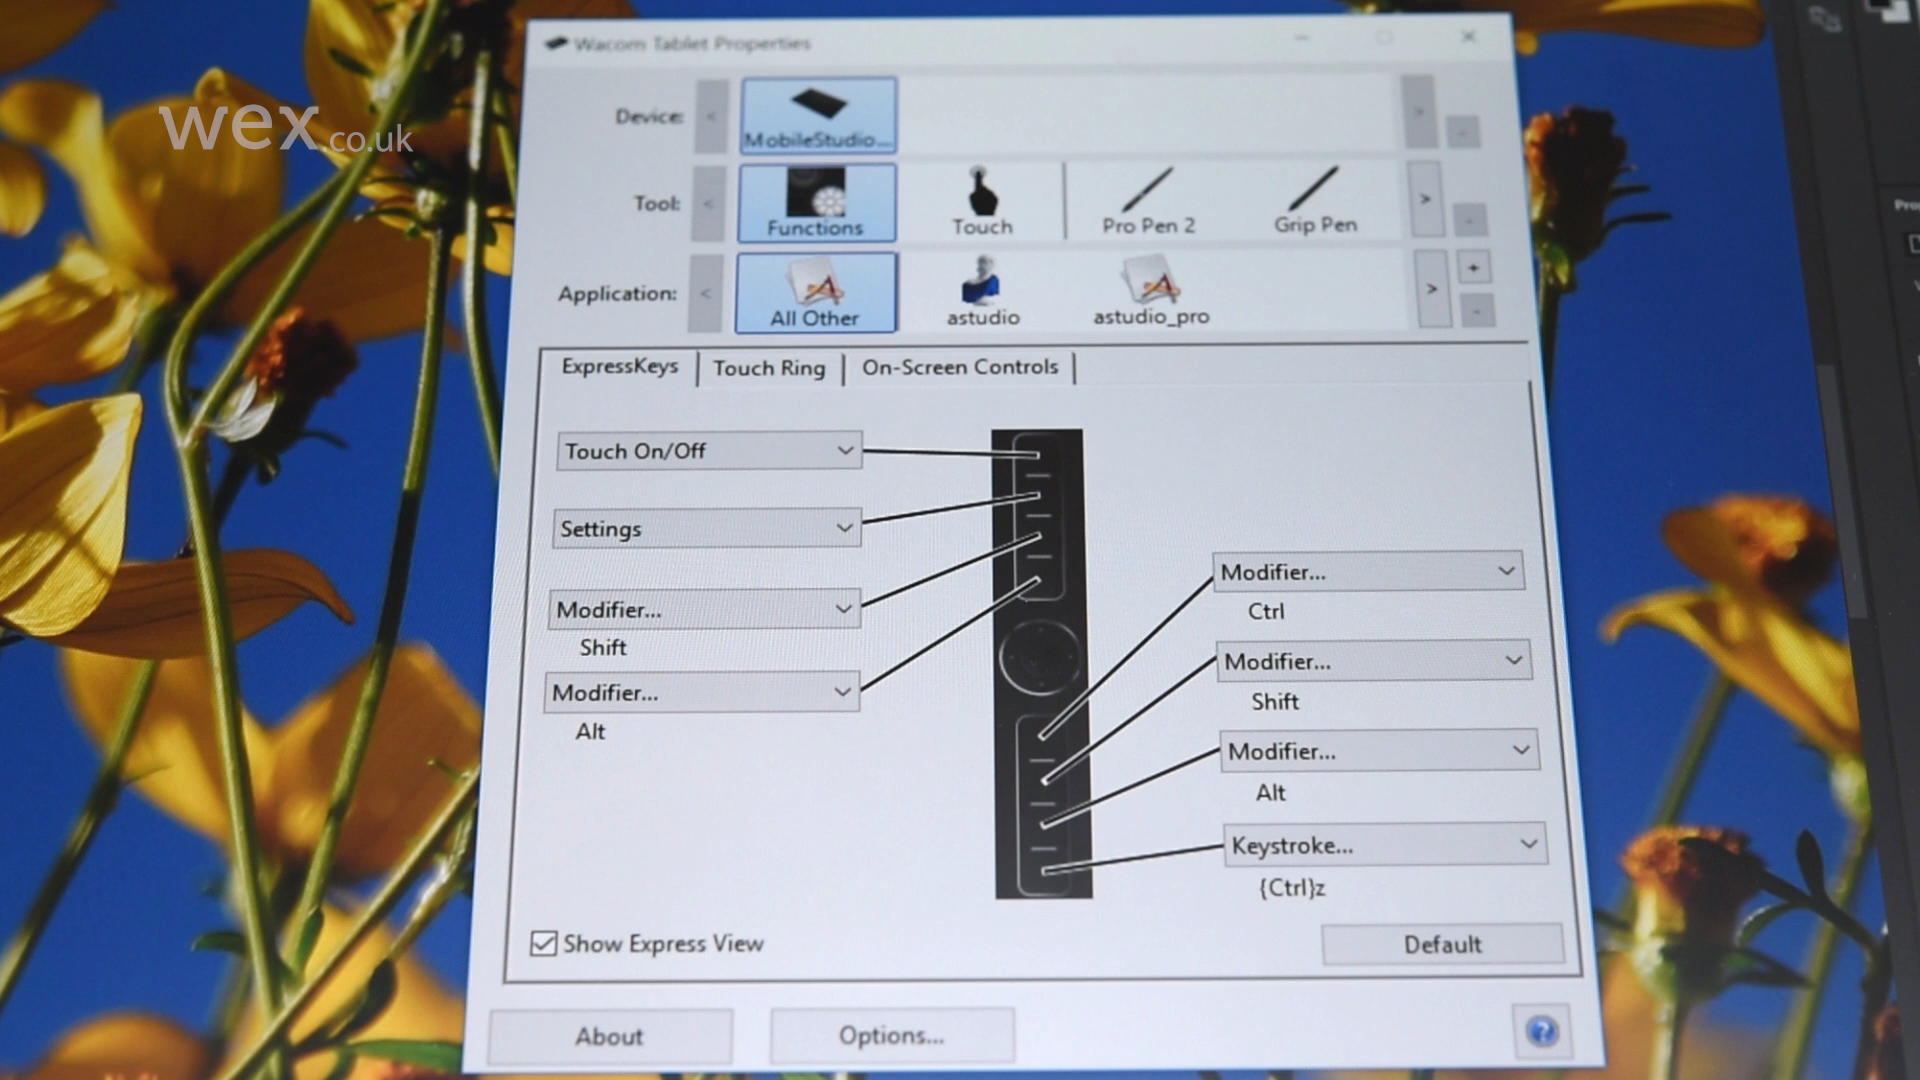 Wacom Tablet Properties
wex.co.uk
Device:
MobileStudio...
Tool:
Functions
Touch
Pro Pen 2
Grip Pen
Application:
All Other
astudio
astudio_pro
ExpressKeys
Touch Ring
On-Screen Controls
Touch On/Off
Settings
Modifier...
Shift
Modifier...
Alt
Modifier...
Ctrl
Modifier...
Shift
Modifier...
Alt
Keystroke...
{Ctrl}z
Show Express View
Default
About
Options...